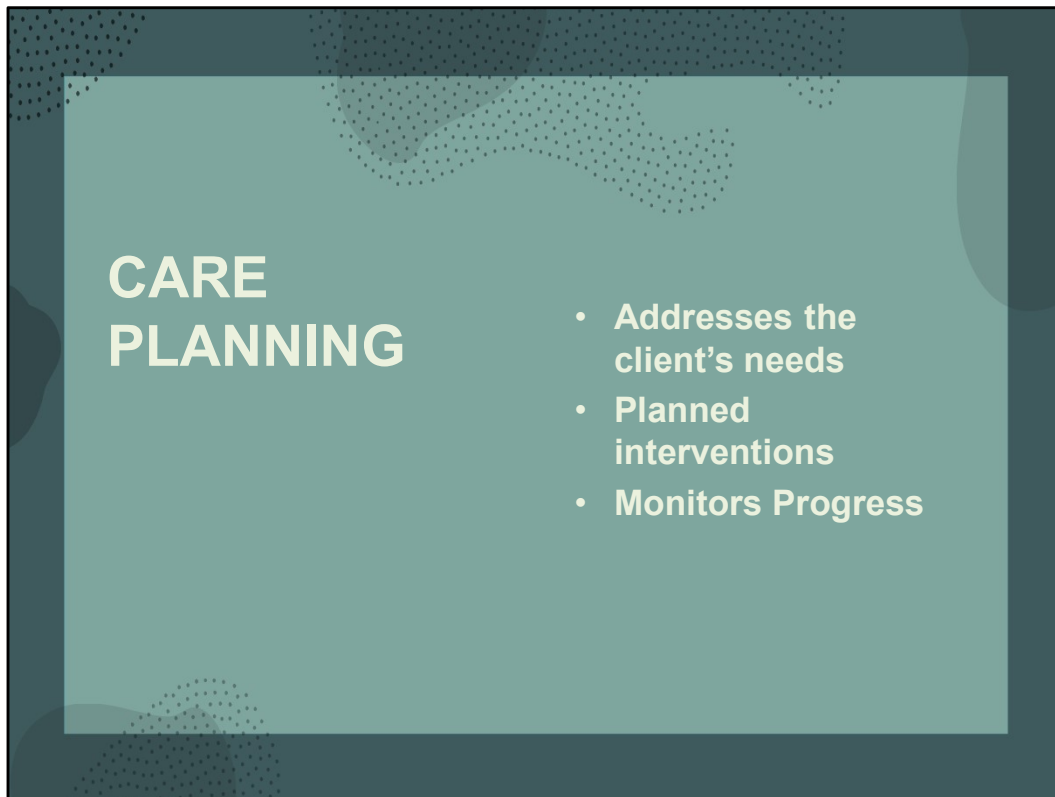 CARE
PLANNING
• Addresses the
client’s needs
• Planned
interventions
• Monitors Progress